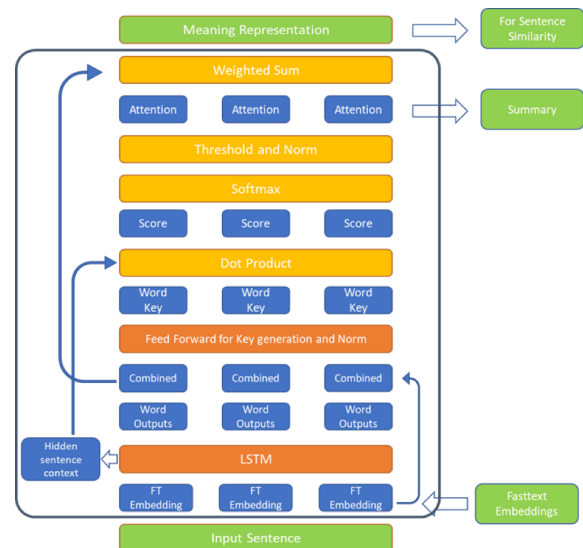 Meaning Representation
For Sentence
Similarity
Weighted Sum
Attention
Attention
Attention
Summary
Threshold and Norm
Softmax
Score
Score
Score
Dot Product
Word
Key
Word
Key
Word
Key
Feed Forward for Key generation and Norm
Combined
Combined
Combined
Word
Outputs
Word
Outputs
Word
Outputs
Hidden
sentence
context
LSTM
FT
Embedding
FT
Embedding
FT
Embedding
Fasttext
Embeddings
Input Sentence